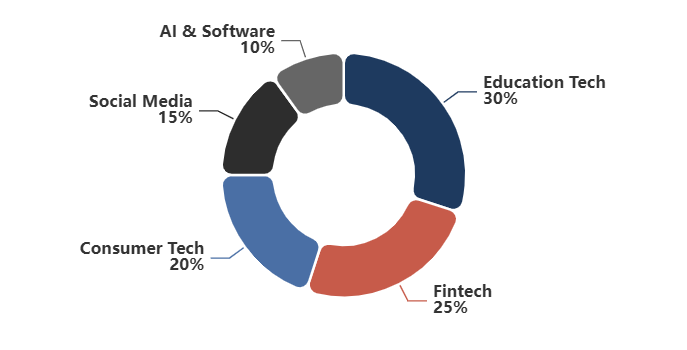 AI & Software
10%
Education Tech
30%
Social Media
15%
Consumer Tech
20%
Fintech
25%